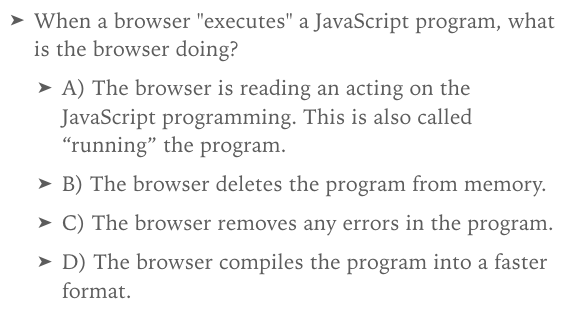 ➤ When a browser "executes" a JavaScript program, what
is the browser doing?
➤ A) The browser is reading an acting on the
JavaScript programming. This is also called
“running” the program.
➤ B) The browser deletes the program from memory.
➤ C) The browser removes any errors in the program.
➤ D) The browser compiles the program into a faster
format.